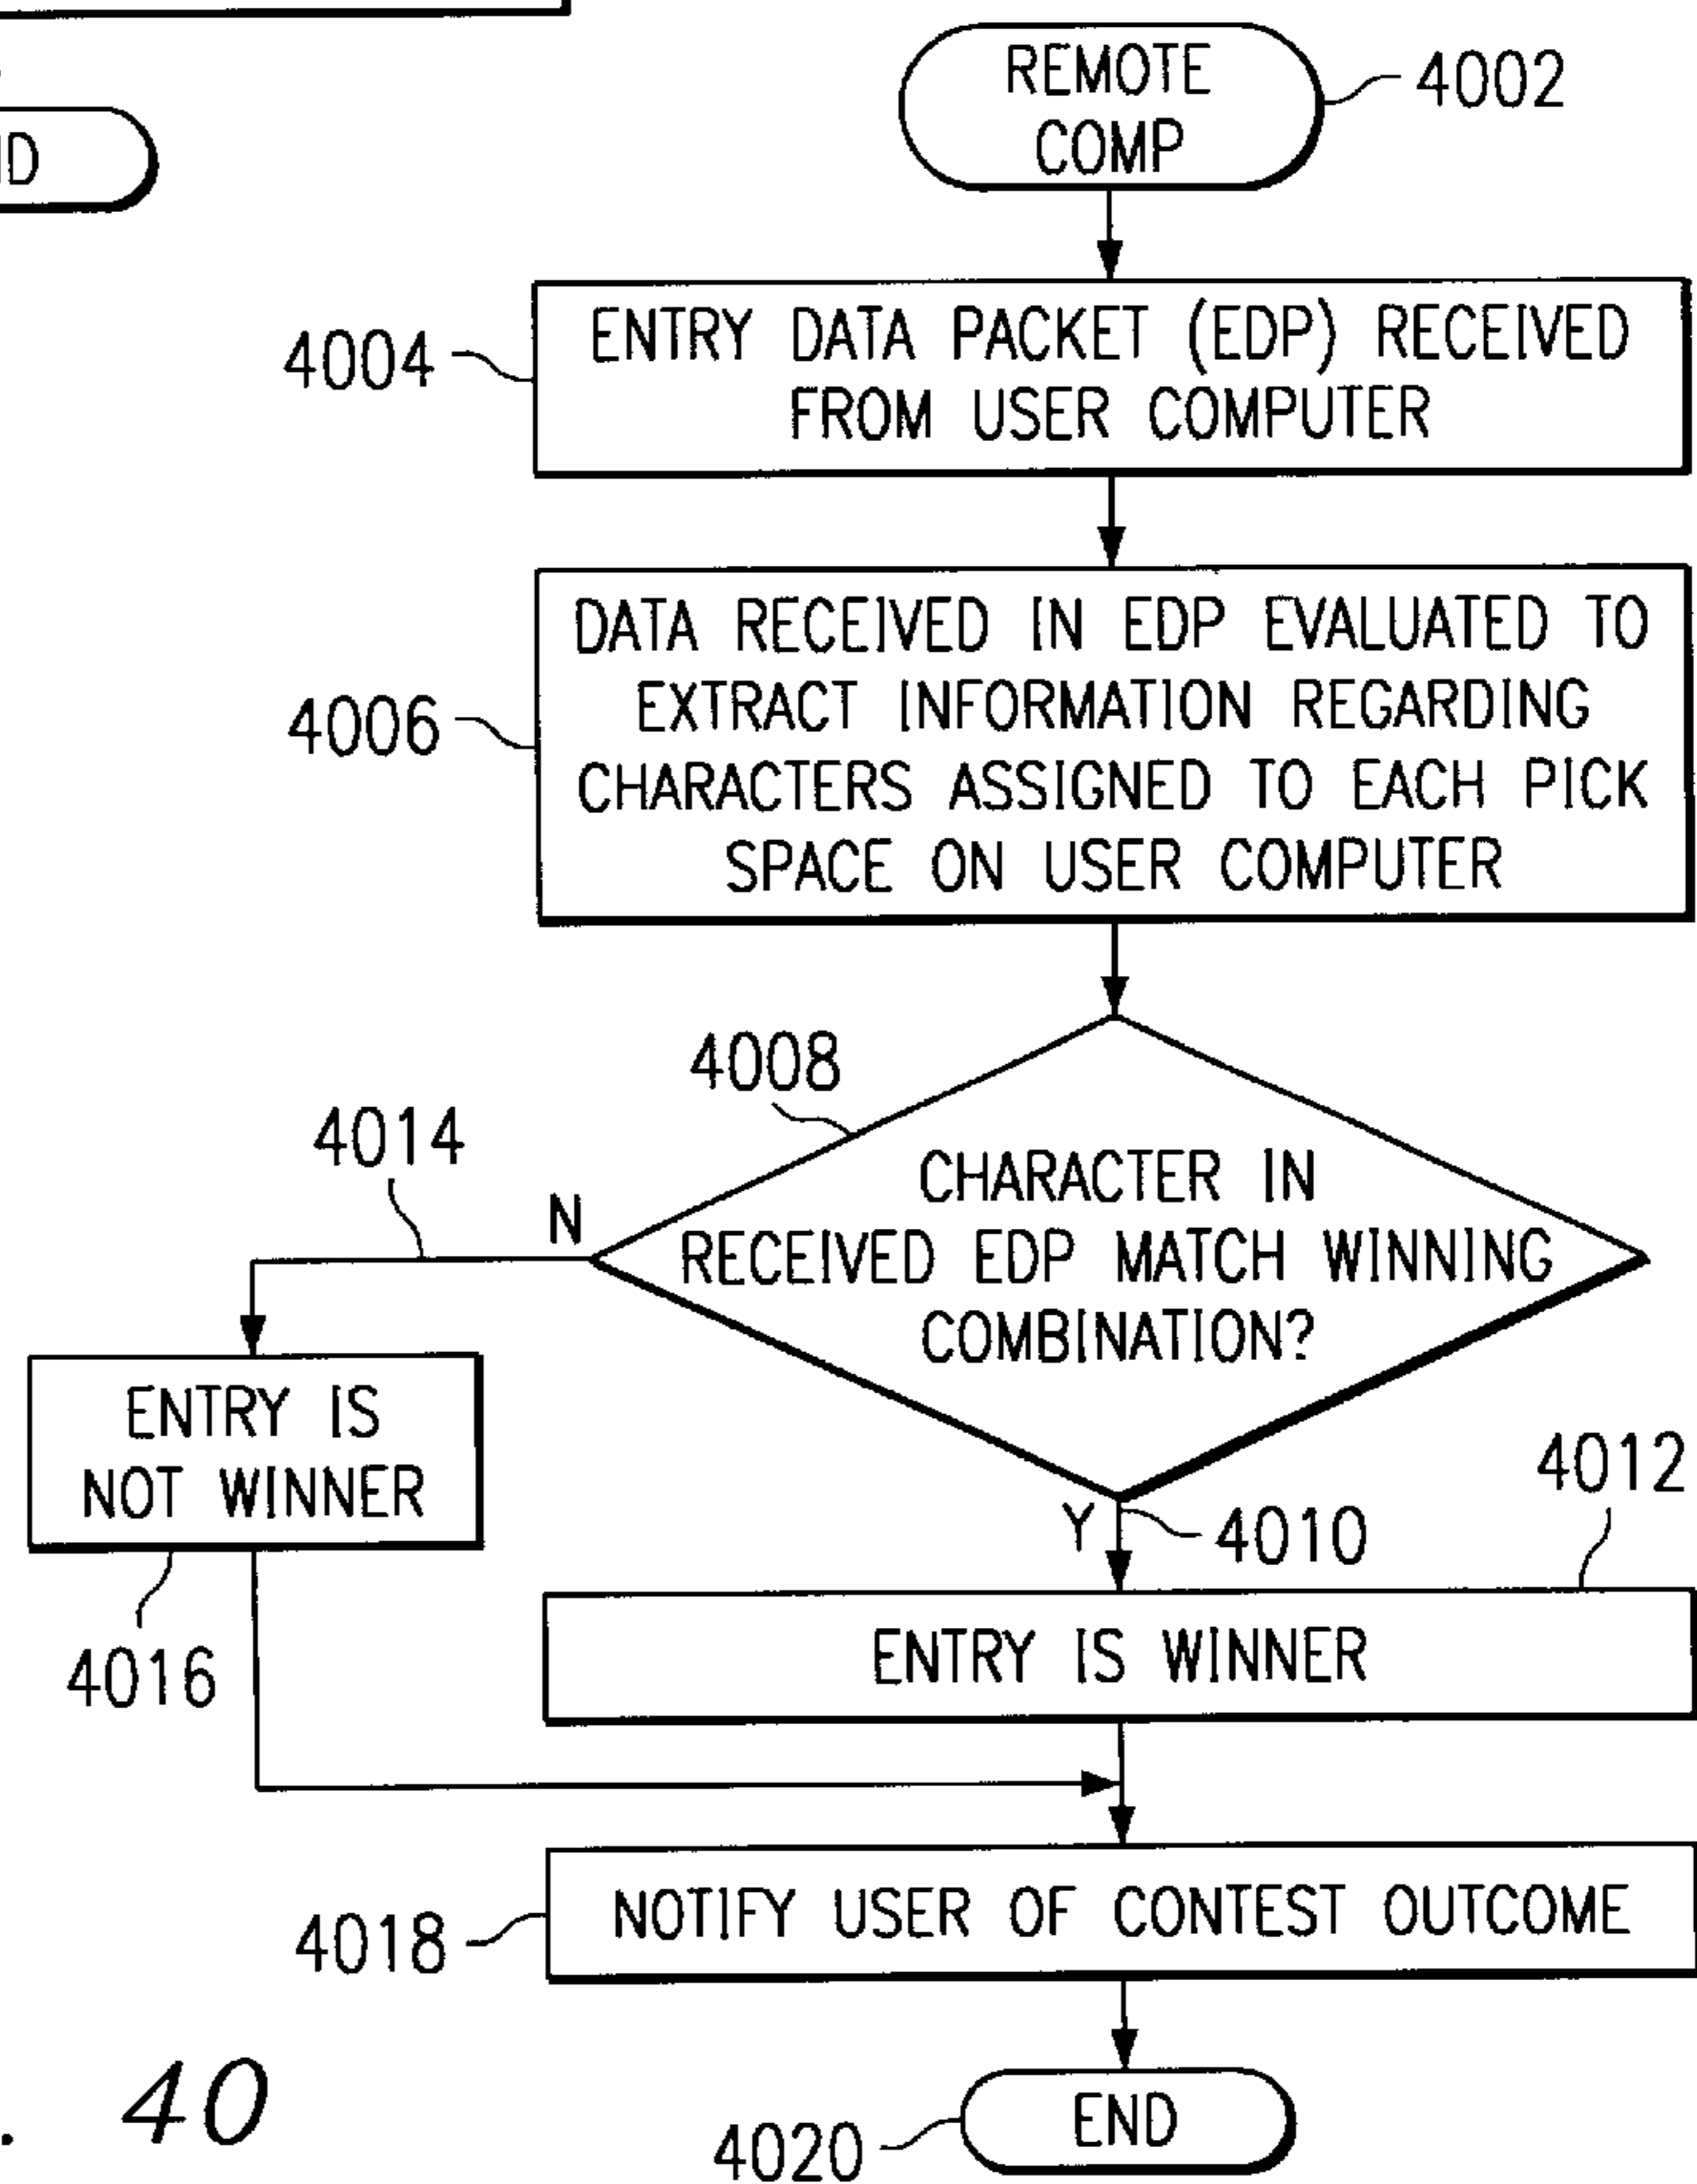 REMOTE
COMP
4002
4004
ENTRY DATA PACKET (EDP) RECEIVED
FROM USER COMPUTER
4006
DATA RECEIVED IN EDP EVALUATED TO
EXTRACT INFORMATION REGARDING
CHARACTERS ASSIGNED TO EACH PICK
SPACE ON USER COMPUTER
4008
4014
N
CHARACTER IN
RECEIVED EDP MATCH WINNING
COMBINATION?
ENTRY IS
NOT WINNER
4016
Y
4010
4012
ENTRY IS WINNER
4018
NOTIFY USER OF CONTEST OUTCOME
4020
END
. 40